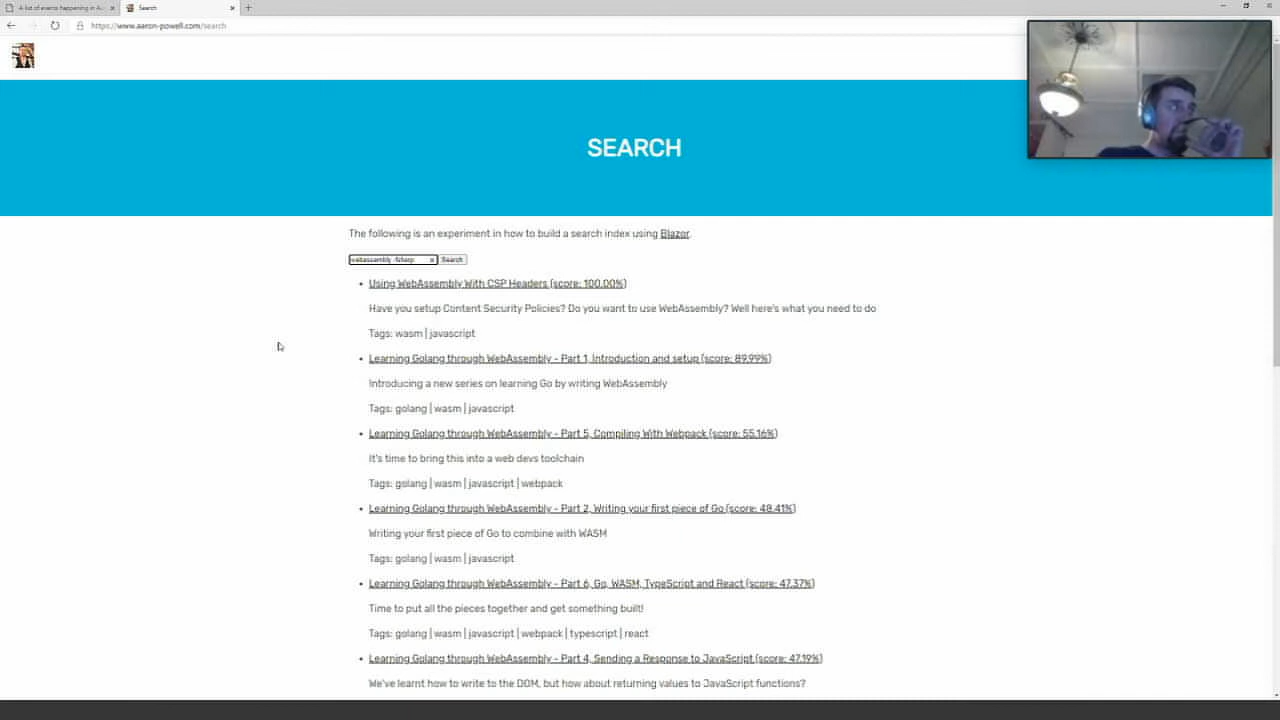 A list of events happening in Au
Search
https://www.aaron-powell.com/search
SEARCH
The following is an experiment in how to build a search index using Blazor.
webassembly -fsharp
Search
Using WebAssembly With CSP Headers (score: 100.00%)
Have you setup Content Security Policies? Do you want to use WebAssembly? Well here's what you need to do
Tags: wasm | javascript
Learning Golang through WebAssembly - Part 1, Introduction and setup (score: 89.99%)
Introducing a new series on learning Go by writing WebAssembly
Tags: golang | wasm | javascript
Learning Golang through WebAssembly - Part 5, Compiling With Webpack (score: 55.16%)
It's time to bring this into a web devs toolchain
Tags: golang | wasm | javascript | webpack
Learning Golang through WebAssembly - Part 2, Writing your first piece of Go (score: 48.41%)
Writing your first piece of Go to combine with WASM
Tags: golang | wasm | javascript
Learning Golang through WebAssembly - Part 6, Go, WASM, TypeScript and React (score: 47.37%)
Time to put all the pieces together and get something built!
Tags: golang | wasm | javascript | webpack | typescript | react
Learning Golang through WebAssembly - Part 4, Sending a Response to JavaScript (score: 47.19%)
We've learnt how to write to the DOM, but how about returning values to JavaScript functions?